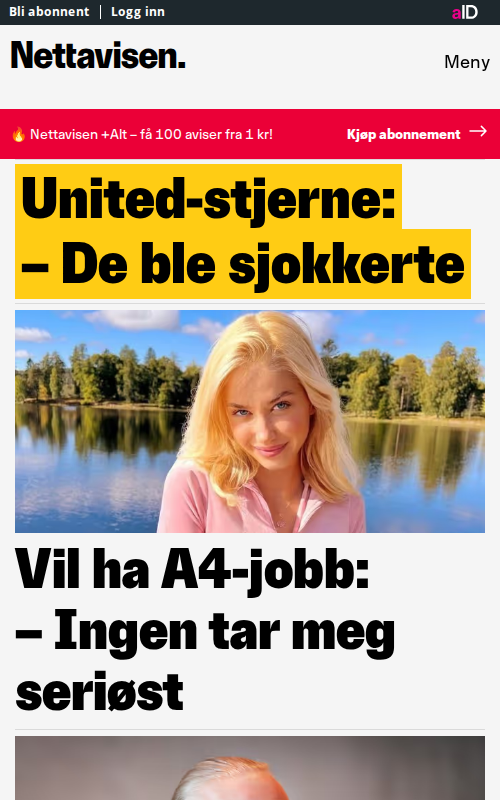 Bli abonnent | Logg inn
aID
Nettavisen.
Meny
🔥 Nettavisen +Alt – få 100 aviser fra 1 kr!
Kjøp abonnement →
United-stjerne:
– De ble sjokkerte
Vil ha A4-jobb:
– Ingen tar meg
seriøst